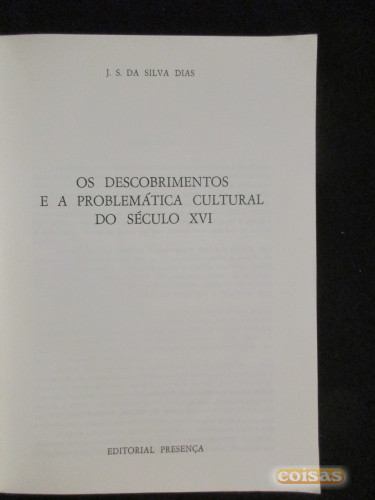 J. S. DA SILVA DIAS
OS DESCOBRIMENTOS
E A PROBLEMÁTICA CULTURAL
DO SÉCULO XVI
EDITORIAL PRESENÇA
coisas